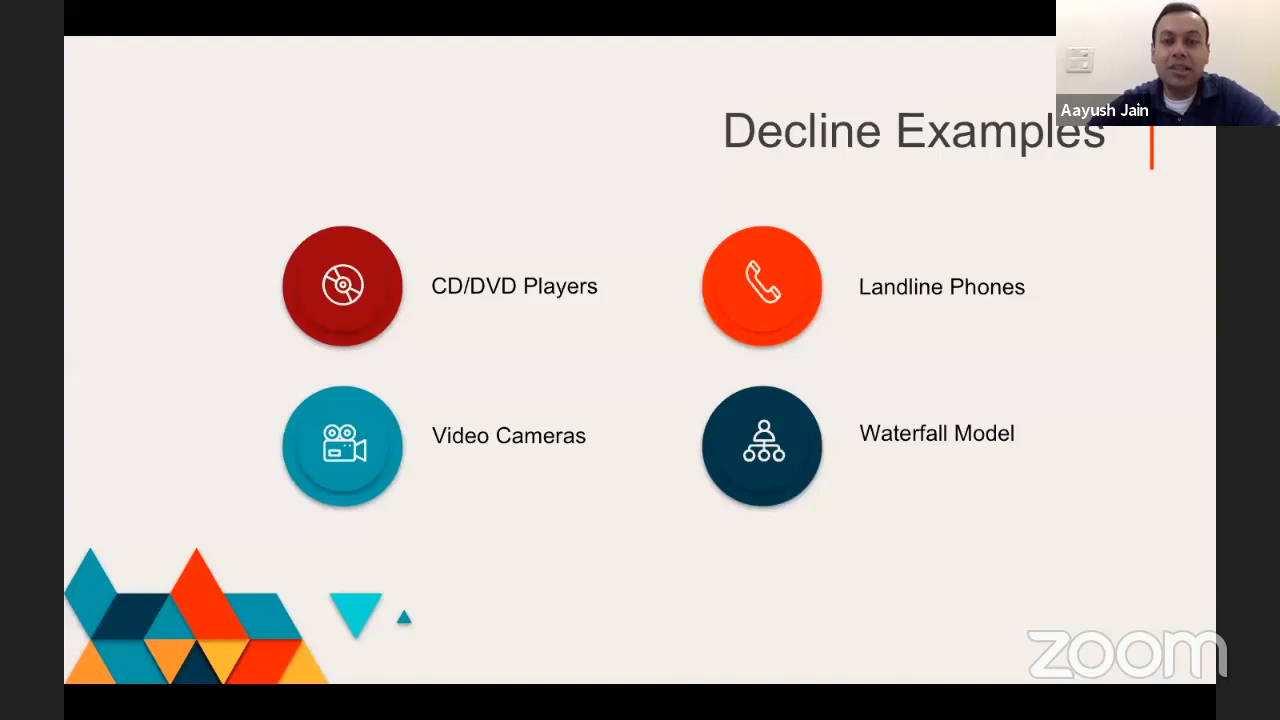 Aayush Jain
Decline Examples
CD/DVD Players
Landline Phones
Video Cameras
Waterfall Model
zoom